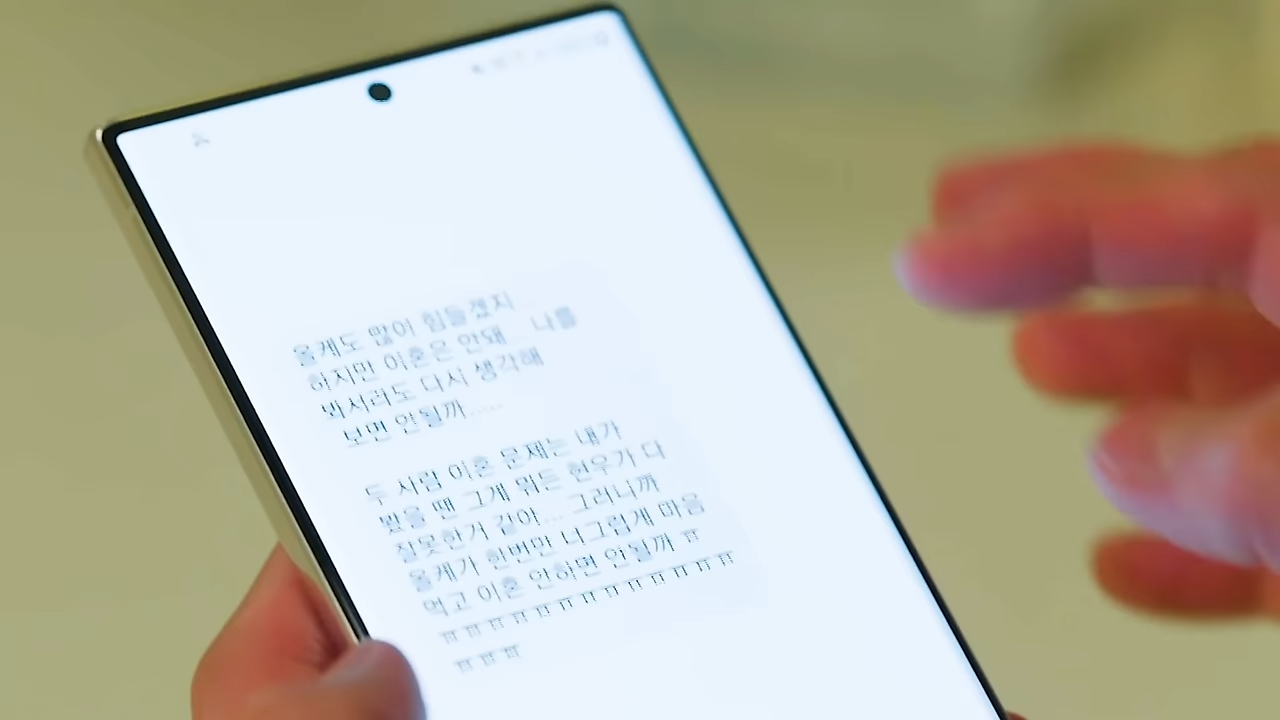 올케도 많이 힘들겠지
하지만 이혼은 안돼 나를
봐서라도 다시 생각해
보면 안될까.....
두 사람 이혼 문제는 내가
봤을 땐 그게 뭐든 현우가 다
잘못한거 같아... 그러니까
올케가 한번만 너그럽게 마음
먹고 이혼 안하면 안될까 ㅠ
ㅠㅠㅠㅠㅠㅠㅠㅠㅠㅠㅠㅠㅠ
ㅠㅠㅠ